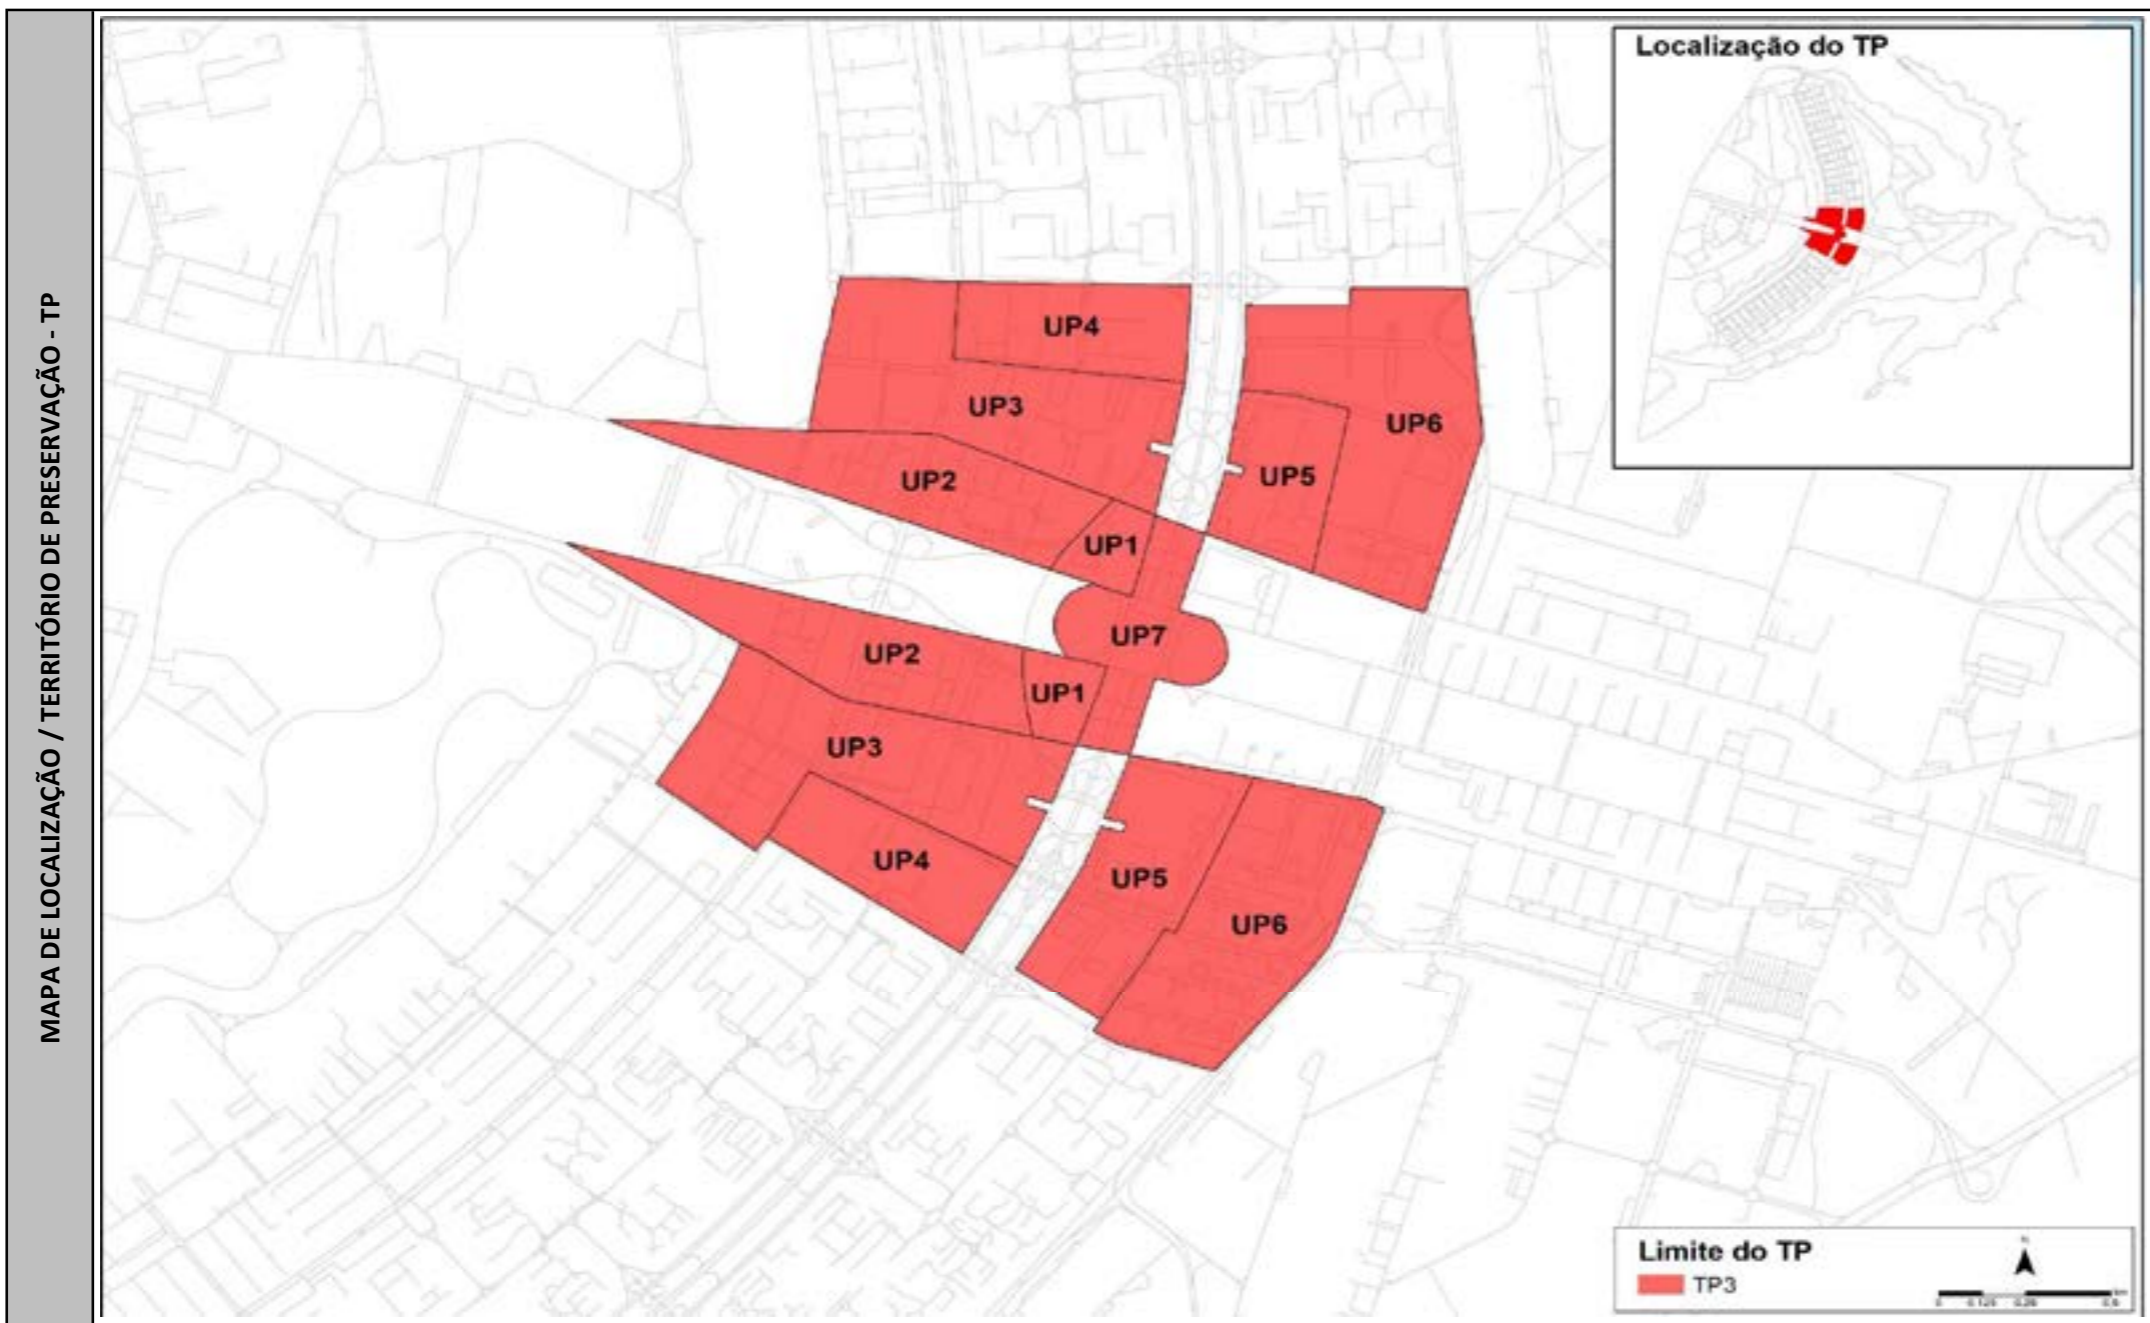 MAPA DE LOCALIZAÇÃO / TERRITÓRIO DE PRESERVAÇÃO - TP
Localização do TP
UP4
UP3
UP6
UP5
UP2
UP1
UP7
UP2
UP1
UP3
UP4
UP5
UP6
Limite do TP
TP3